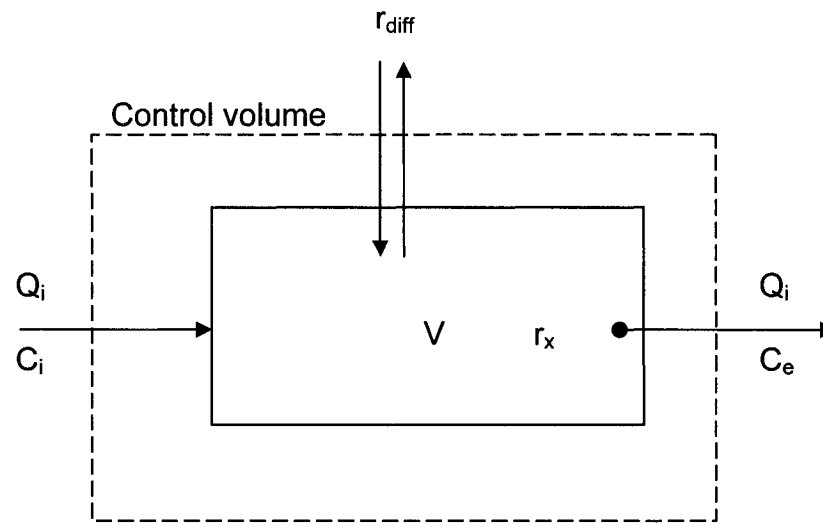 r_diff
Control volume
Q_i
Q_i
V
r_x
C_i
C_e